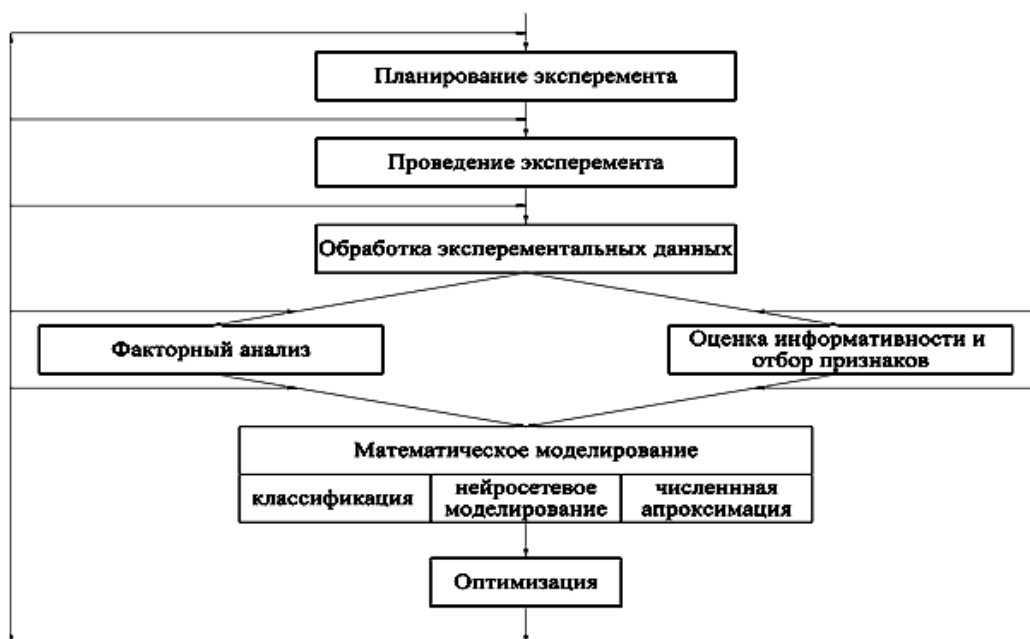 Планирование эксперемента
Проведение эксперемента
Обработка эксперементальных данных
Факторный анализ
Оценка информативности и
отбор признаков
Математическое моделирование
классификация
нейросетевое
моделирование
численнная
апроксимация
Оптимизация